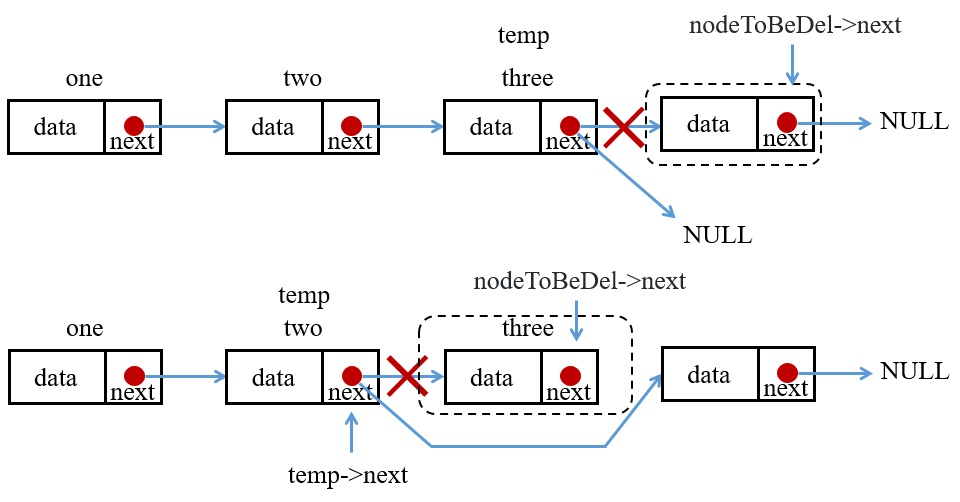 nodeToBeDel->next
temp
one two three
data next data next data next data next NULL
NULL
nodeToBeDel->next
temp
one two three
data next data next data next data next NULL
temp->next